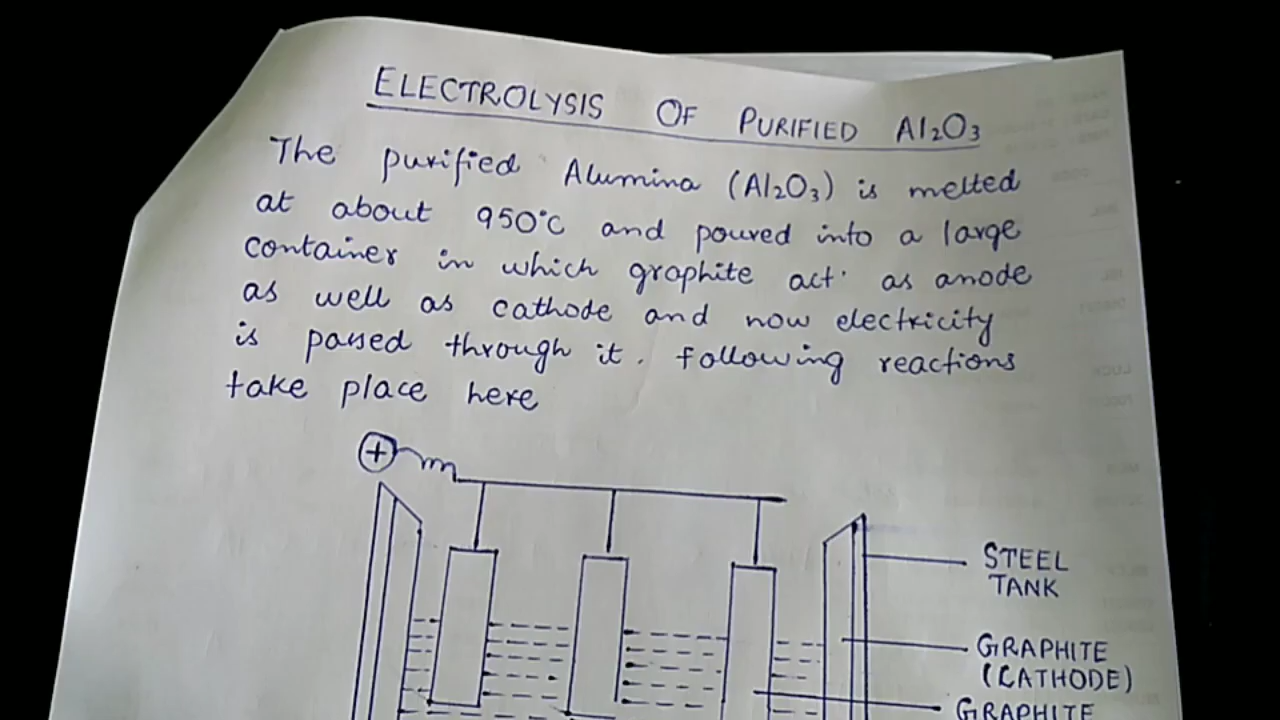 ELECTROLYSIS OF PURIFIED Al₂O₃
The purified Alumina (Al₂O₃) is melted
at about 950°C and poured into a large
container in which graphite act as anode
as well as cathode and now electricity
is passed through it. following reactions
take place here
+
STEEL
TANK
GRAPHITE
(CATHODE)
GRAPHITE